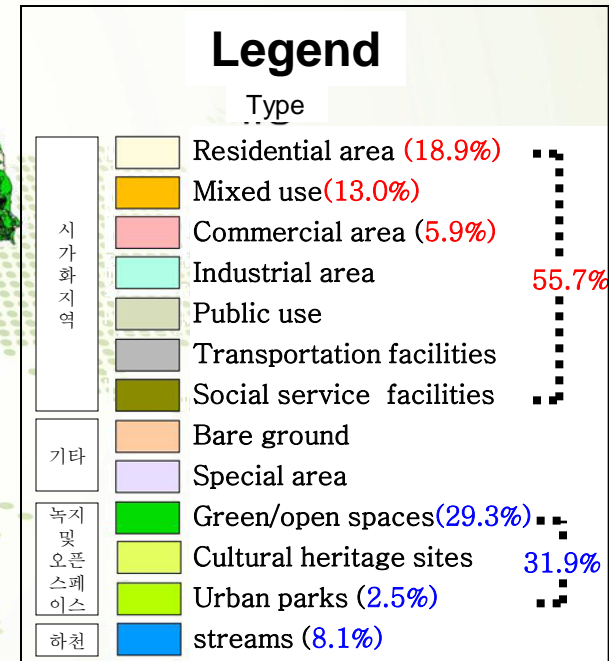 Legend
Type
시가화지역
Residential area (18.9%)
Mixed use(13.0%)
Commercial area (5.9%)
Industrial area
Public use
Transportation facilities
Social service facilities
55.7%
기타
Bare ground
Special area
녹지
및
오픈
스페
이스
Green/open spaces(29.3%)
Cultural heritage sites
Urban parks (2.5%)
31.9%
하천
streams (8.1%)